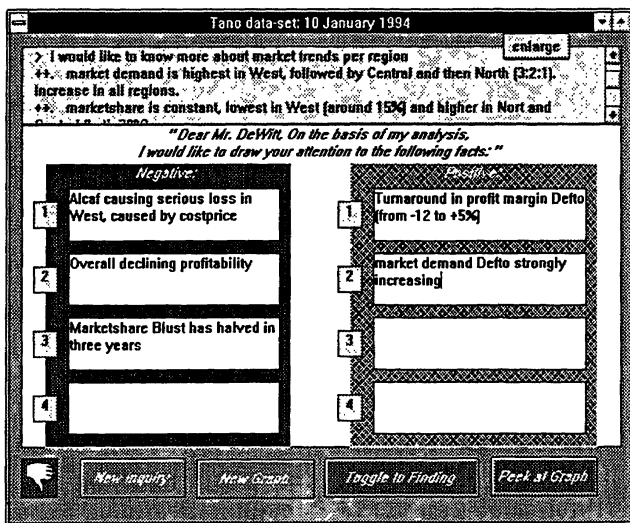 Tano data-set: 10 January 1994
enlarge
> I would like to know more about market trends per region
++. market demand is highest in West, followed by Central and then North (3:2:1).
Increase in all regions.
++. marketshare is constant, lowest in West (around 15%) and higher in Nort and
"Dear Mr. DeWitt. On the basis of my analysis,
I would like to draw your attention to the following facts:"
Negative:
1 Alcaf causing serious loss in
West, caused by costprice
2 Overall declining profitability
3 Marketshare Blust has halved in
three years
4
Positive:
1 Turnaround in profit margin Defto
(from -12 to +5%)
2 market demand Defto strongly
increasing
3
4
New inquiry New Graph Toggle to Finding Peek at Graph